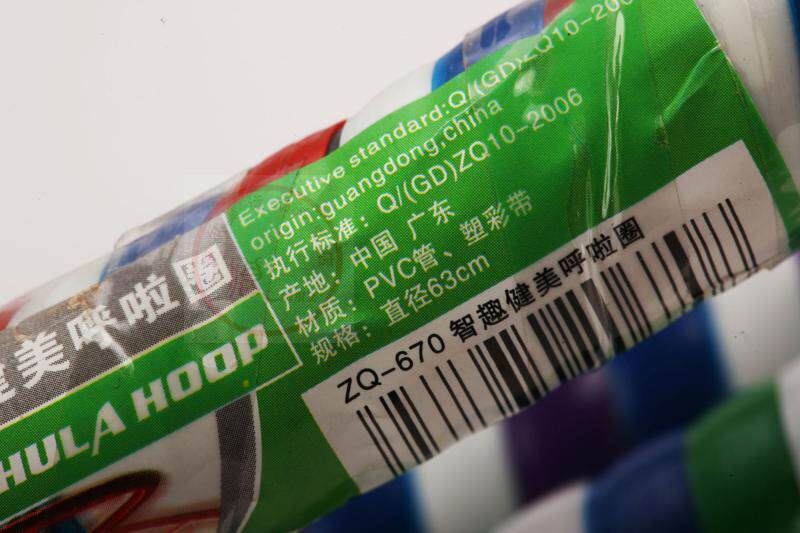 Executive standard:Q/(GD)ZQ10-200
origin:guangdong,china
执行标准：Q/(GD)ZQ10-2006
产地：中国 广东
材质：PVC管、塑彩带
规格：直径63cm
ZQ-670 智趣健美呼啦圈
健美呼啦圈
HULA HOOP